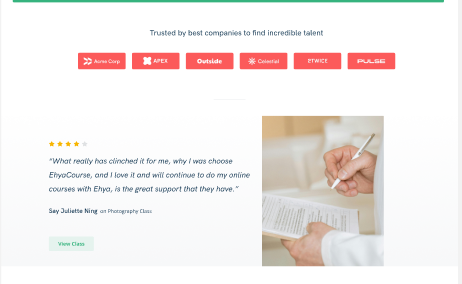 Trusted by best companies to find incredible talent
Acme Corp APEX Outside Celestial ETWICE PULSE
“What really has clinched it for me, why I was choose
EhyaCourse, and I love it and will continue to do my online
courses with Ehya, is the great support that they have.”
Say Juliette Ning on Photography Class
View Class